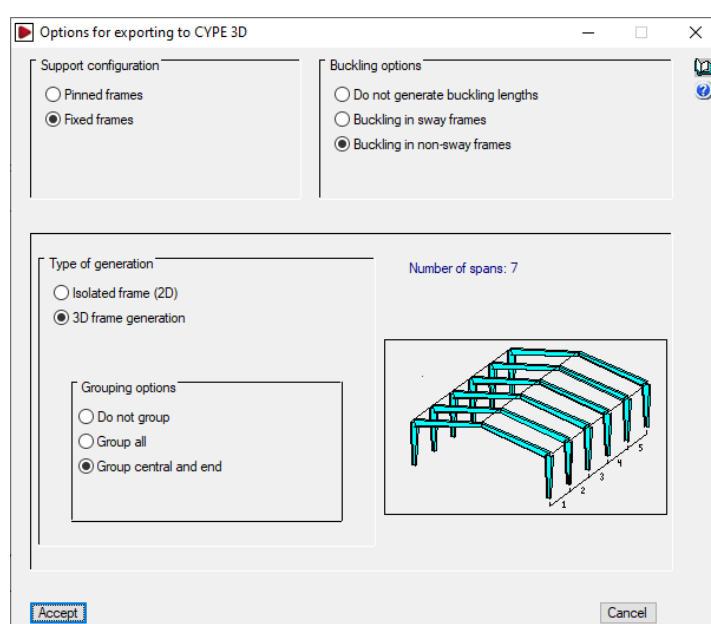 Options for exporting to CYPE 3D
Support configuration
Pinned frames
Fixed frames
Buckling options
Do not generate buckling lengths
Buckling in sway frames
Buckling in non-sway frames
Type of generation
Isolated frame (2D)
3D frame generation
Number of spans: 7
Grouping options
Do not group
Group all
Group central and end
1
2
3
4
5
Accept
Cancel